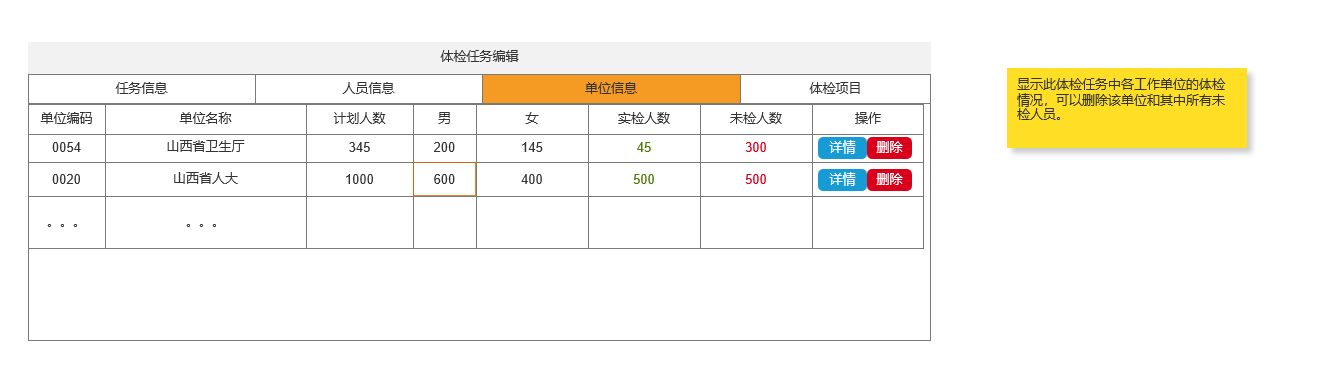 体检任务编辑
任务信息 人员信息 单位信息 体检项目
单位编码 单位名称 计划人数 男 女 实检人数 未检人数 操作
0054 山西省卫生厅 345 200 145 45 300 详情 删除
0020 山西省人大 1000 600 400 500 500 详情 删除
。。。 。。。
显示此体检任务中各工作单位的体检
情况，可以删除该单位和其中所有未
检人员。